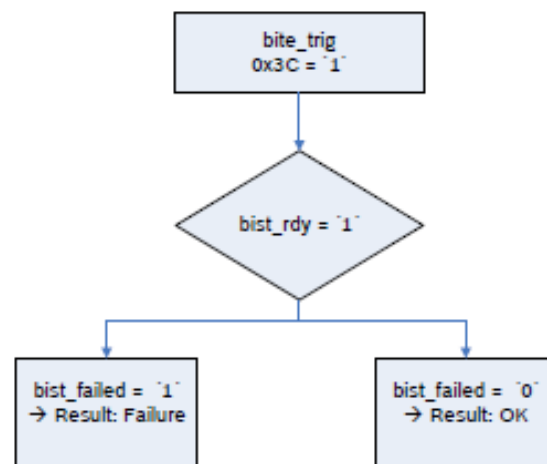 bite_trig
0x3C = ´1`
bist_rdy = ´1`
bist_failed = ´1`
→ Result: Failure
bist_failed = ´0`
→ Result: OK